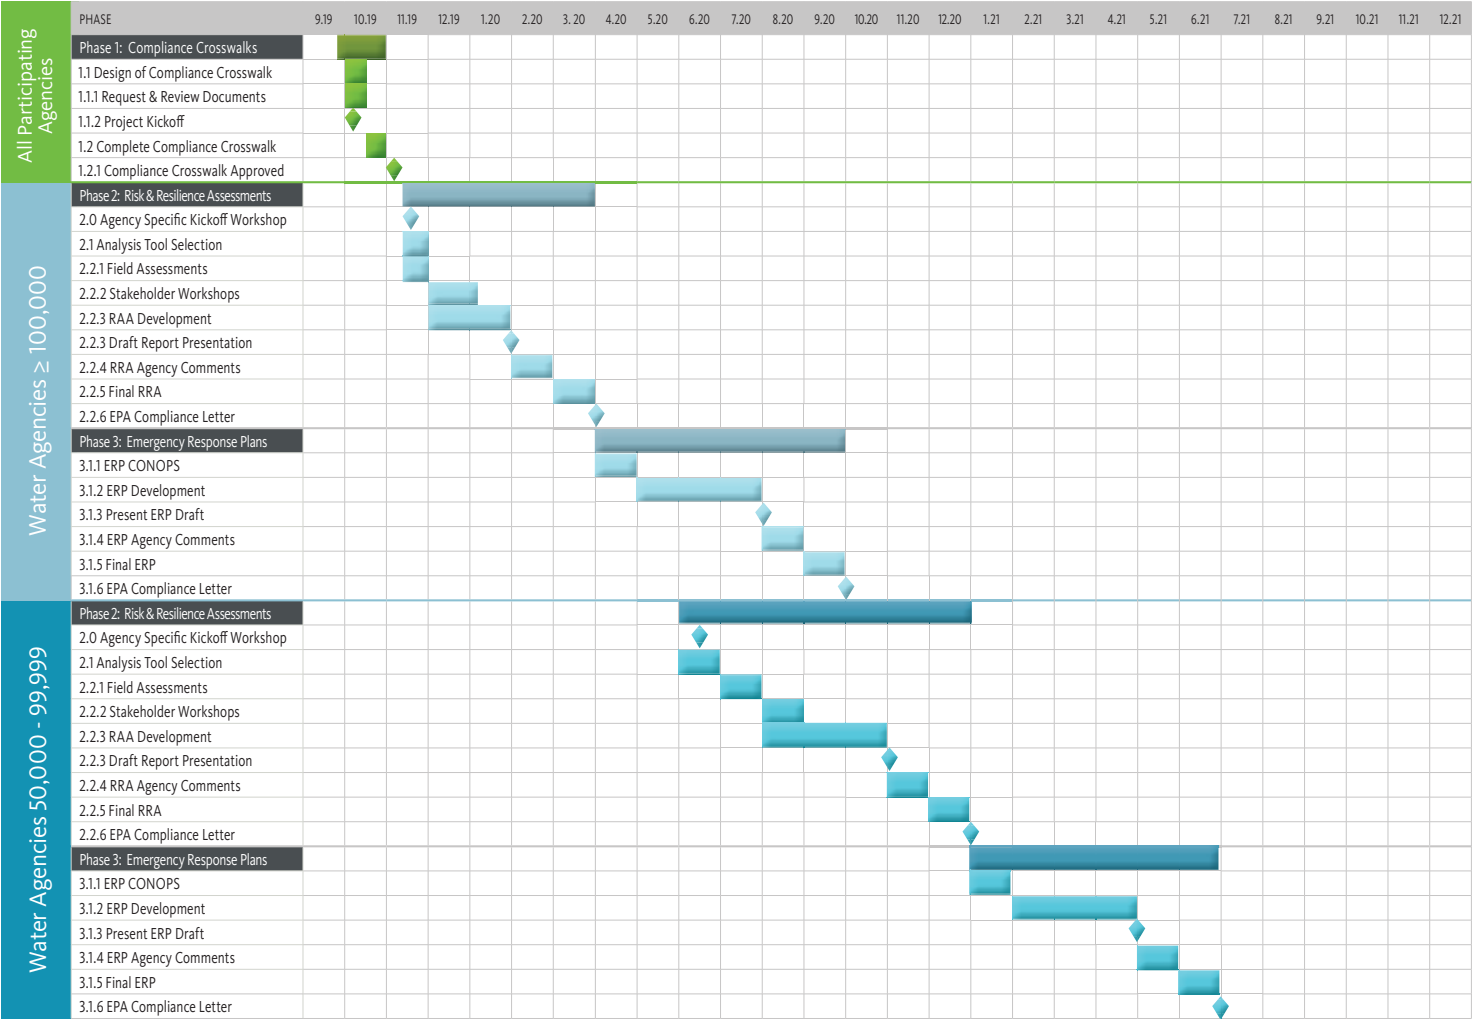 PHASE 9.19 10.19 11.19 12.19 1.20 2.20 3. 20 4.20 5.20 6.20 7.20 8.20 9.20 10.20 11.20 12.20 1.21 2.21 3.21 4.21 5.21 6.21 7.21 8.21 9.21 10.21 11.21 12.21
All Participating
Agencies
Phase 1: Compliance Crosswalks
1.1 Design of Compliance Crosswalk
1.1.1 Request & Review Documents
1.1.2 Project Kickoff
1.2 Complete Compliance Crosswalk
1.2.1 Compliance Crosswalk Approved
Water Agencies ≥ 100,000
Phase 2: Risk & Resilience Assessments
2.0 Agency Specific Kickoff Workshop
2.1 Analysis Tool Selection
2.2.1 Field Assessments
2.2.2 Stakeholder Workshops
2.2.3 RAA Development
2.2.3 Draft Report Presentation
2.2.4 RRA Agency Comments
2.2.5 Final RRA
2.2.6 EPA Compliance Letter
Phase 3: Emergency Response Plans
3.1.1 ERP CONOPS
3.1.2 ERP Development
3.1.3 Present ERP Draft
3.1.4 ERP Agency Comments
3.1.5 Final ERP
3.1.6 EPA Compliance Letter
Water Agencies 50,000 - 99,999
Phase 2: Risk & Resilience Assessments
2.0 Agency Specific Kickoff Workshop
2.1 Analysis Tool Selection
2.2.1 Field Assessments
2.2.2 Stakeholder Workshops
2.2.3 RAA Development
2.2.3 Draft Report Presentation
2.2.4 RRA Agency Comments
2.2.5 Final RRA
2.2.6 EPA Compliance Letter
Phase 3: Emergency Response Plans
3.1.1 ERP CONOPS
3.1.2 ERP Development
3.1.3 Present ERP Draft
3.1.4 ERP Agency Comments
3.1.5 Final ERP
3.1.6 EPA Compliance Letter